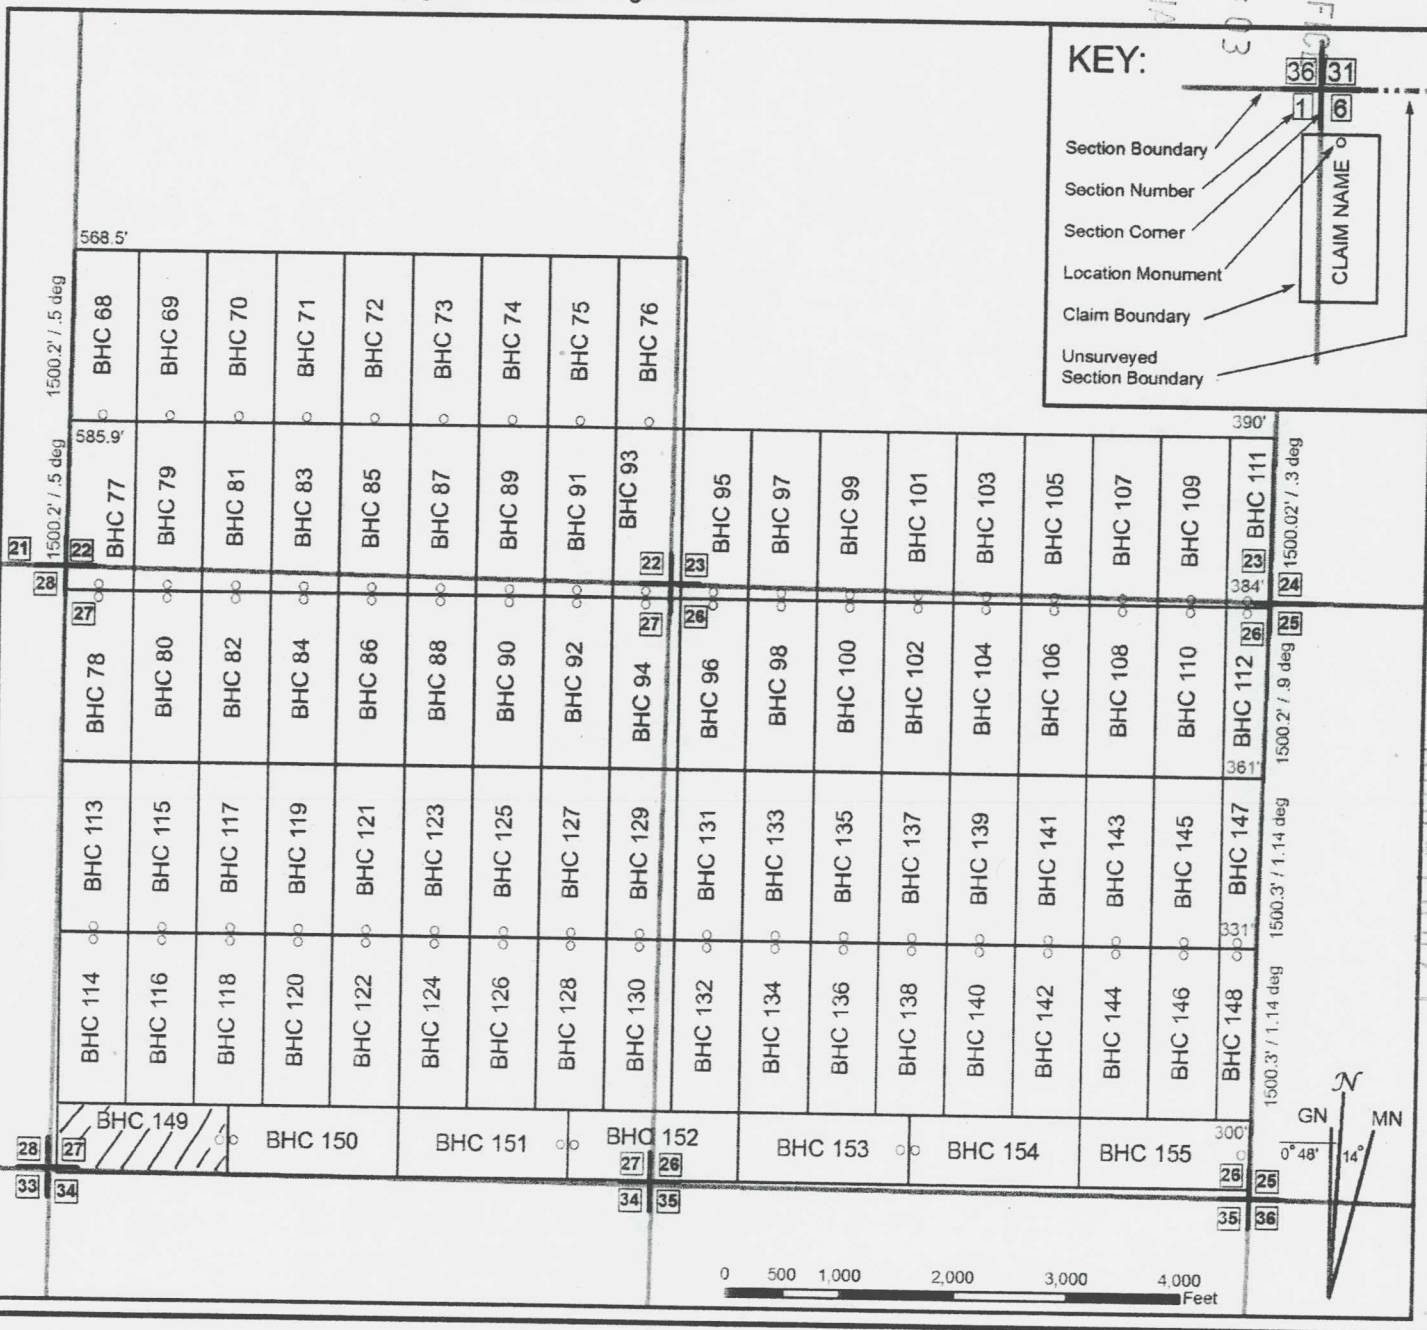 KEY:
36 31
1 6
Section Boundary
Section Number
Section Corner
Location Monument
Claim Boundary
Unsurveyed
Section Boundary
CLAIM NAME
03
568.5'
1500.2' / .5 deg
BHC 68
BHC 69
BHC 70
BHC 71
BHC 72
BHC 73
BHC 74
BHC 75
BHC 76
585.9'
390'
1500.2' / .5 deg
BHC 77
BHC 79
BHC 81
BHC 83
BHC 85
BHC 87
BHC 89
BHC 91
BHC 93
BHC 95
BHC 97
BHC 99
BHC 101
BHC 103
BHC 105
BHC 107
BHC 109
BHC 111
1500.02' / .3 deg
21 22
28 27
22 23
27 26
23 24
26 25
384'
BHC 78
BHC 80
BHC 82
BHC 84
BHC 86
BHC 88
BHC 90
BHC 92
BHC 94
BHC 96
BHC 98
BHC 100
BHC 102
BHC 104
BHC 106
BHC 108
BHC 110
BHC 112
1500.2' / .9 deg
361'
BHC 113
BHC 115
BHC 117
BHC 119
BHC 121
BHC 123
BHC 125
BHC 127
BHC 129
BHC 131
BHC 133
BHC 135
BHC 137
BHC 139
BHC 141
BHC 143
BHC 145
BHC 147
1500.3' / 1.14 deg
331'
BHC 114
BHC 116
BHC 118
BHC 120
BHC 122
BHC 124
BHC 126
BHC 128
BHC 130
BHC 132
BHC 134
BHC 136
BHC 138
BHC 140
BHC 142
BHC 144
BHC 146
BHC 148
1500.3' / 1.14 deg
BHC 149
BHC 150
BHC 151
BHC 152
BHC 153
BHC 154
BHC 155
300'
28 27
33 34
27 26
34 35
26 25
35 36
N
GN MN
0°48' 14°
0 500 1,000 2,000 3,000 4,000
Feet